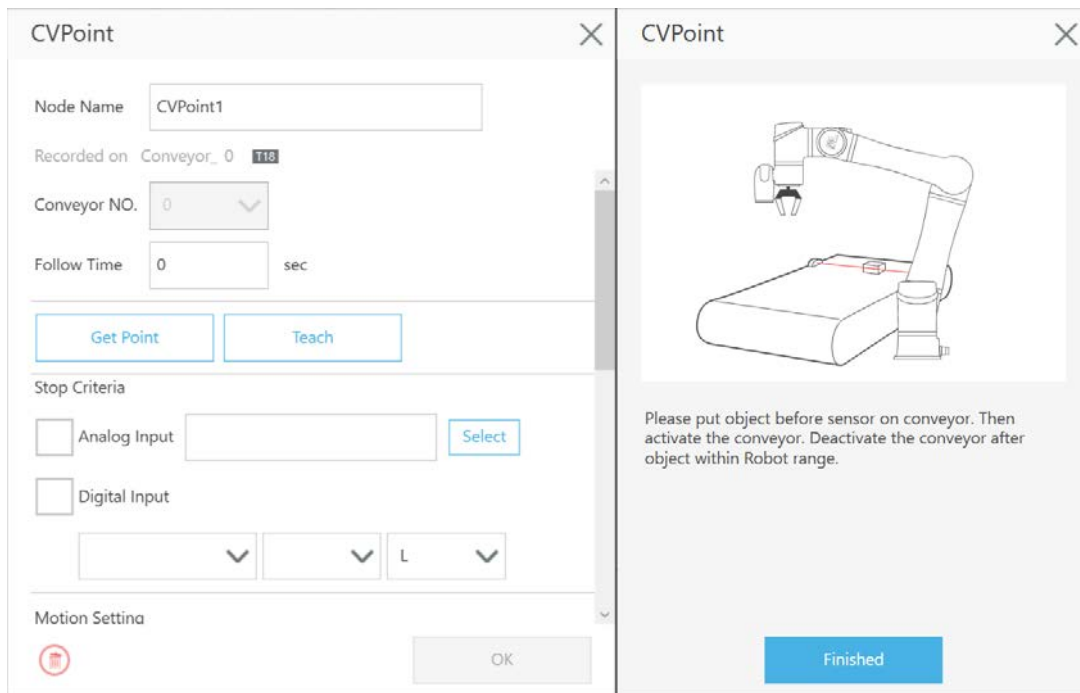 CVPoint
Node Name CVPoint1
Recorded on Conveyor_ 0 T18
Conveyor NO. 0
Follow Time 0 sec
Get Point Teach
Stop Criteria
Analog Input Select
Digital Input
L
Motion Setting
OK
CVPoint
Please put object before sensor on conveyor. Then
activate the conveyor. Deactivate the conveyor after
object within Robot range.
Finished